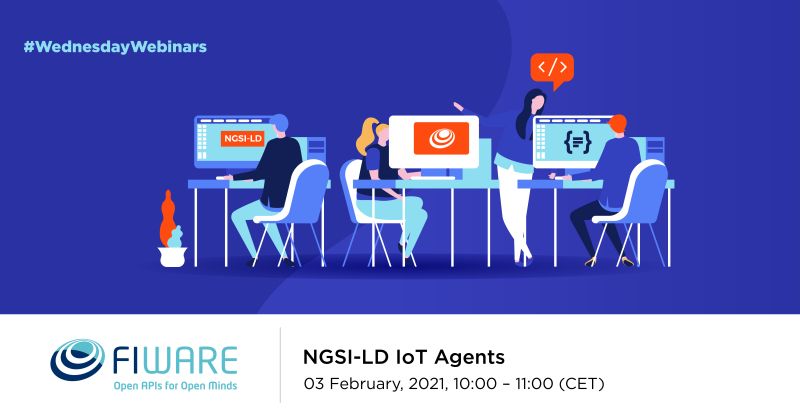 #WednesdayWebinars
</>
NGSI-LD
{=}
FIWARE
Open APIs for Open Minds
NGSI-LD IoT Agents
03 February, 2021, 10:00 – 11:00 (CET)